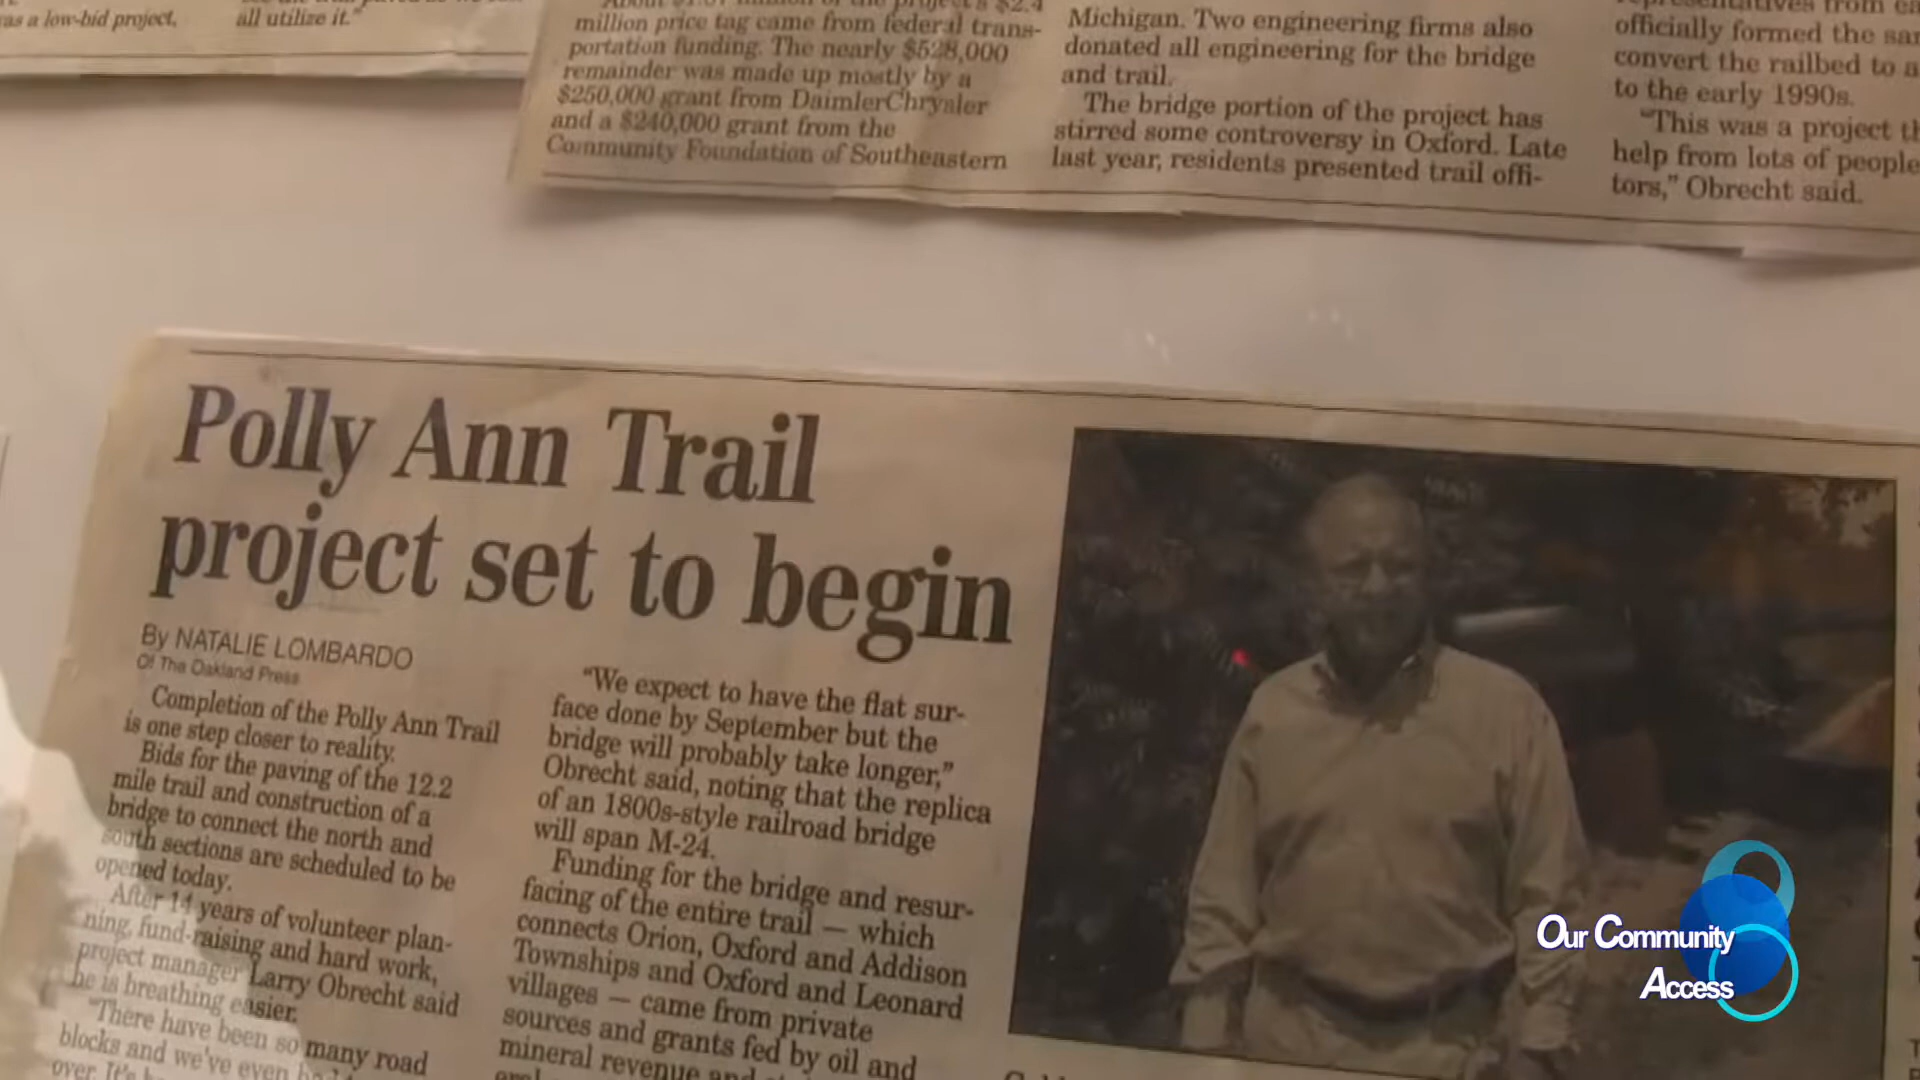 as a low-bid project,
all utilize it."
million price tag came from federal trans-
portation funding. The nearly $528,000
remainder was made up mostly by a
$250,000 grant from DaimlerChrysler
and a $240,000 grant from the
Community Foundation of Southeastern
Michigan. Two engineering firms also
donated all engineering for the bridge
and trail.
The bridge portion of the project has
stirred some controversy in Oxford. Late
last year, residents presented trail offi-
officially formed the
convert the railbed to
to the early 1990s.
"This was a project
help from lots of people
tors," Obrecht said.
Polly Ann Trail
project set to begin
By NATALIE LOMBARDO
Of The Oakland Press
Completion of the Polly Ann Trail
is one step closer to reality.
Bids for the paving of the 12.2
mile trail and construction of a
bridge to connect the north and
south sections are scheduled to be
opened today.
After 14 years of volunteer plan-
ning, fund-raising and hard work,
project manager Larry Obrecht said
he is breathing easier.
"There have been so many road
blocks and we've even
over.
"We expect to have the flat sur-
face done by September but the
bridge will probably take longer,"
Obrecht said, noting that the replica
of an 1800s-style railroad bridge
will span M-24.
Funding for the bridge and resur-
facing of the entire trail — which
connects Orion, Oxford and Addison
Townships and Oxford and Leonard
villages — came from private
sources and grants fed by oil and
mineral revenue and
Our Community
Access